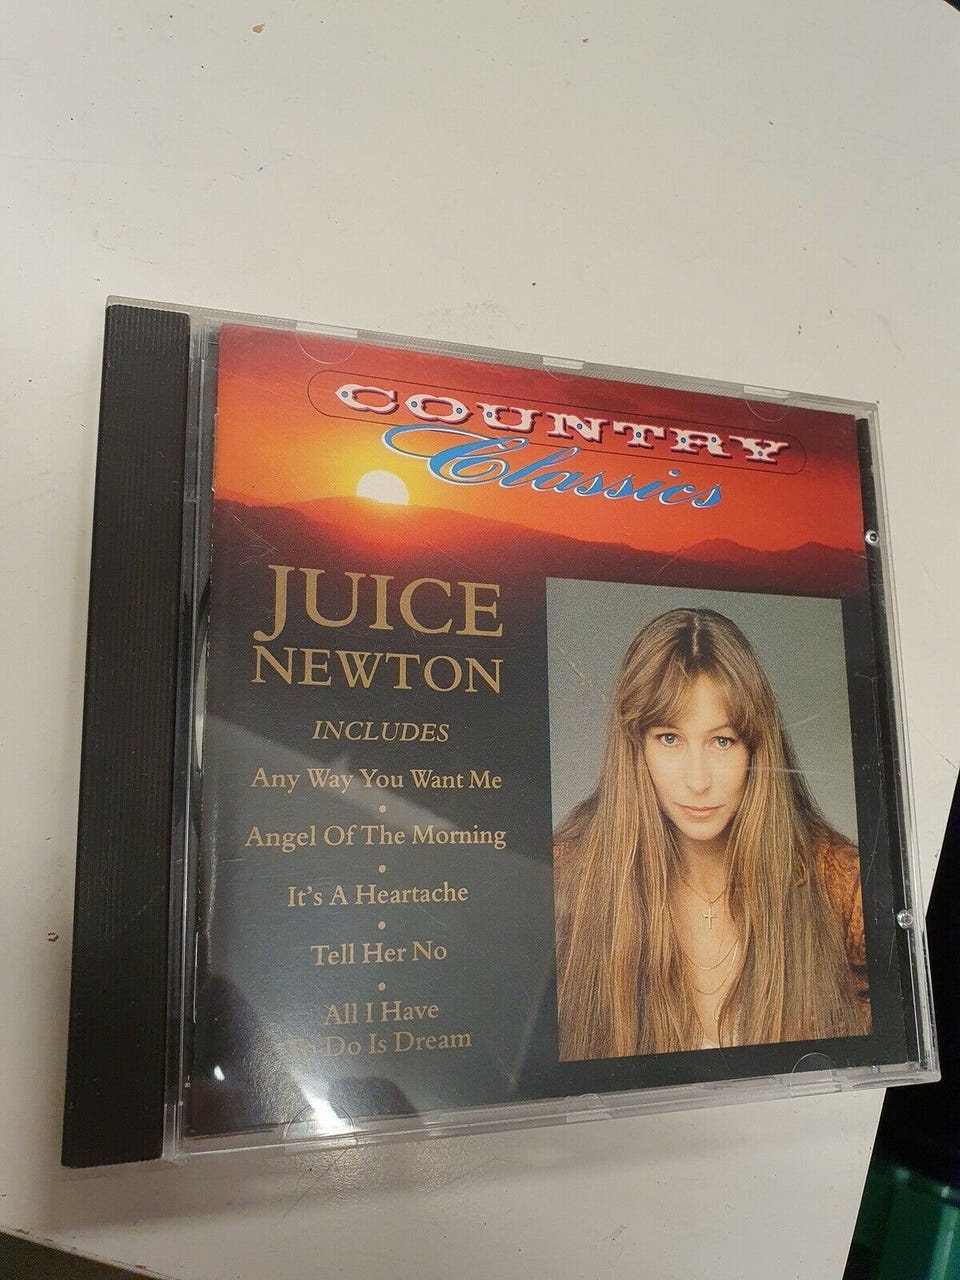 COUNTRY
Classics
JUICE
NEWTON
INCLUDES
Any Way You Want Me
•
Angel Of The Morning
•
It's A Heartache
•
Tell Her No
•
All I Have
To Do Is Dream